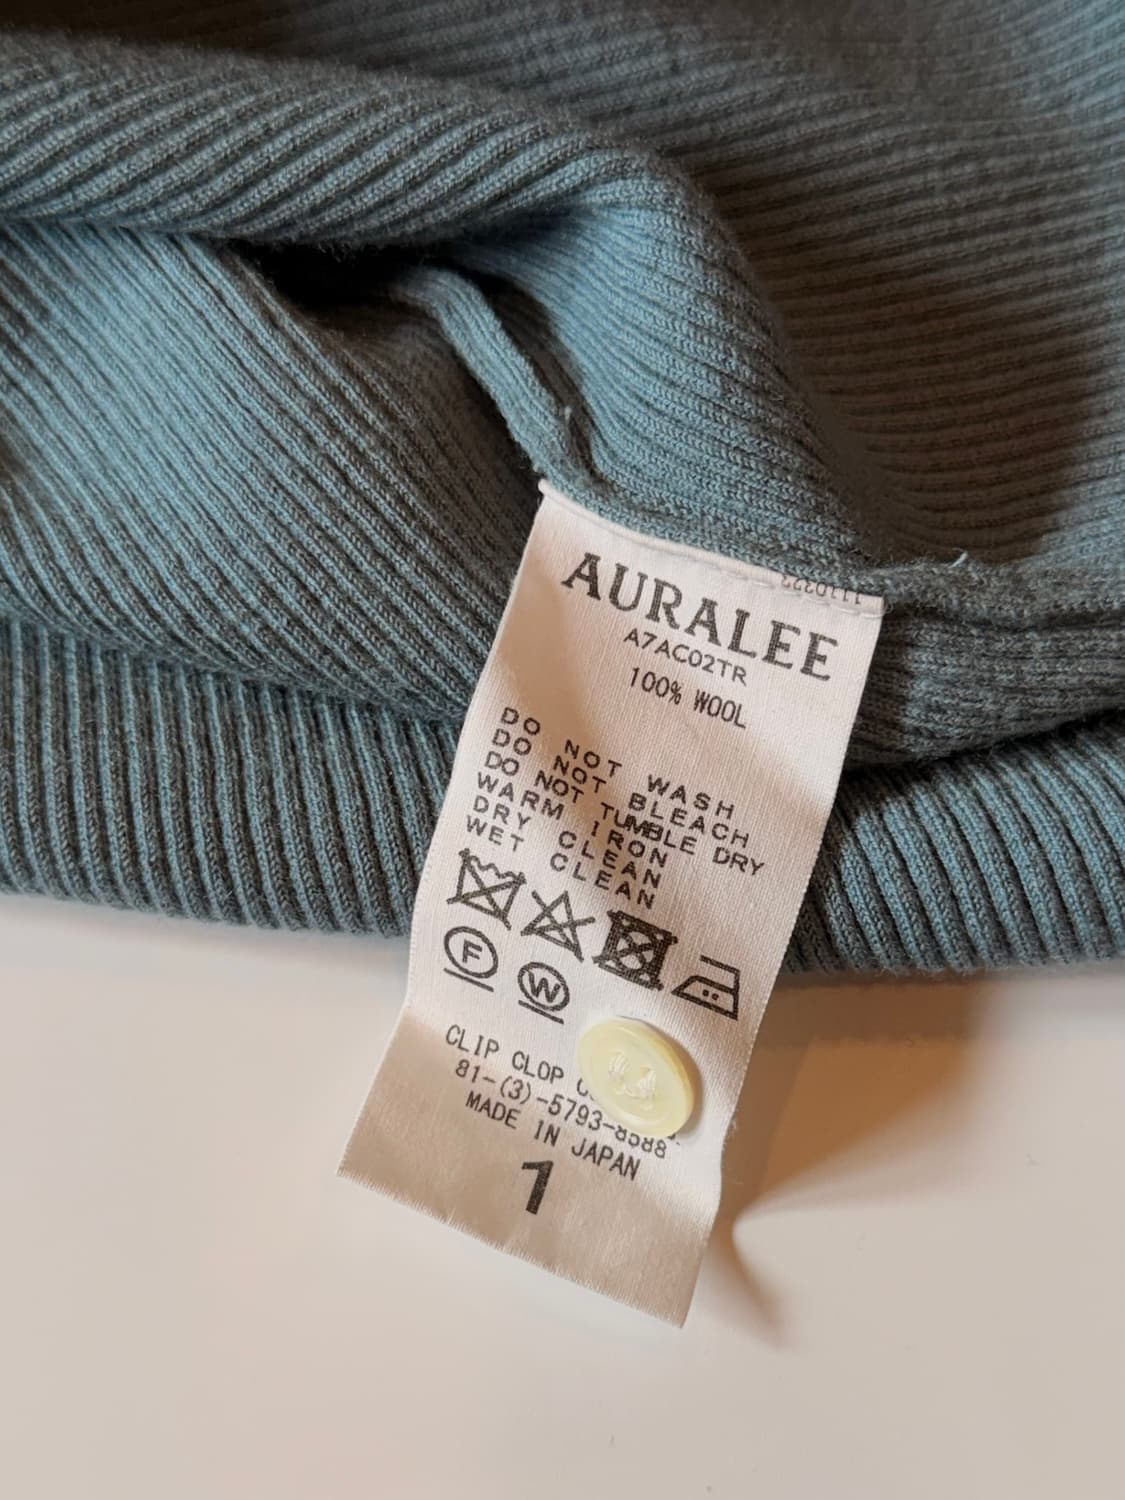 AURALEE
A7AC02TR
100% WOOL
DO NOT WASH
DO NOT BLEACH
DO NOT TUMBLE DRY
WARM IRON
DRY CLEAN
WET CLEAN
F
W
CLIP CLOP
81-(3)-5793-8588
MADE IN JAPAN
1